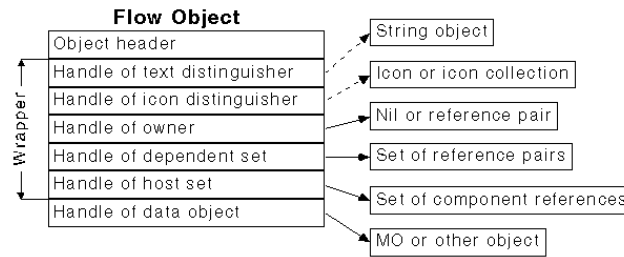 Flow Object
Object header
Handle of text distinguisher
Handle of icon distinguisher
Handle of owner
Handle of dependent set
Handle of host set
Handle of data object
Wrapper
String object
Icon or icon collection
Nil or reference pair
Set of reference pairs
Set of component references
MO or other object